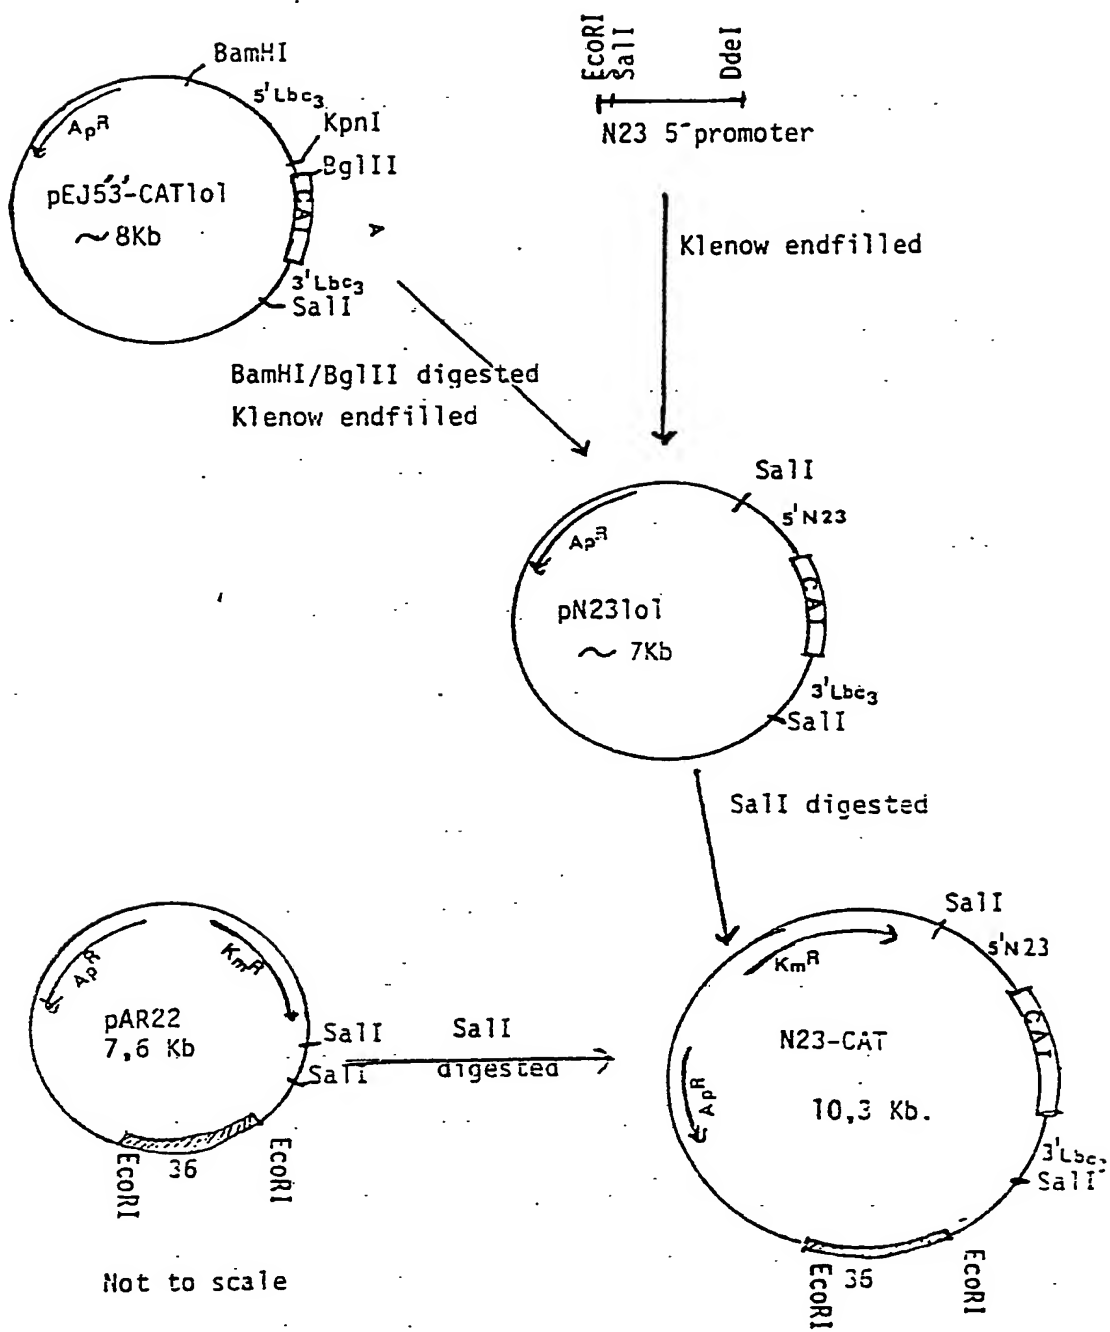 BamHI
5'Lbc3
KpnI
BglII
ApR
pEJ5'3'-CAT101
~ 8Kb
CAT
A
3'Lbc3
SalI
EcoRI
SalI
DdeI
N23 5-promoter
Klenow endfilled
BamHI/BglII digested
Klenow endfilled
SalI
5'N23
ApR
CAT
pN23101
~ 7Kb
3'Lbc3
SalI
SalI digested
ApR
KmR
pAR22
7,6 Kb
SalI
SalI
EcoRI
36
EcoRI
SalI
digested
SalI
5'N23
KmR
CAT
N23-CAT
ApR
10,3 Kb.
3'Lbc3
SalI
EcoRI
36
EcoRI
Not to scale